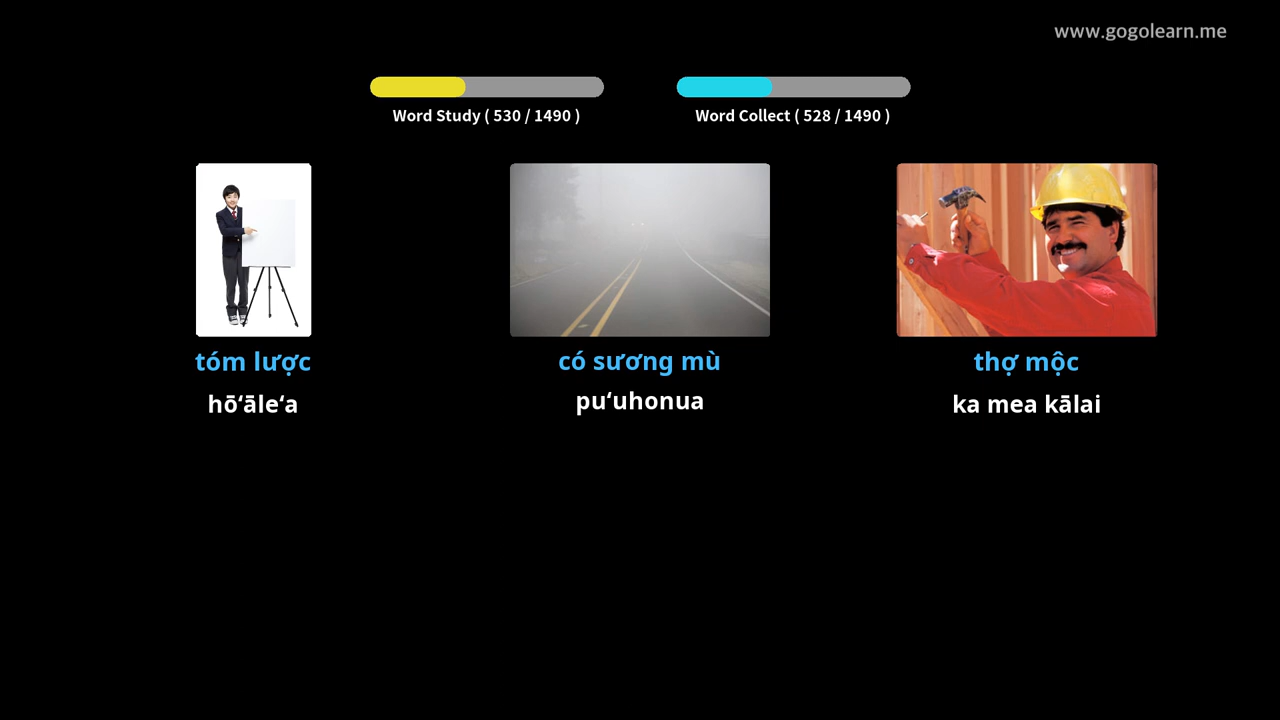 www.gogolearn.me
Word Study ( 530 / 1490 )
Word Collect ( 528 / 1490 )
tóm lược
có sương mù
thợ mộc
hōʻāleʻa
puʻuhonua
ka mea kālai